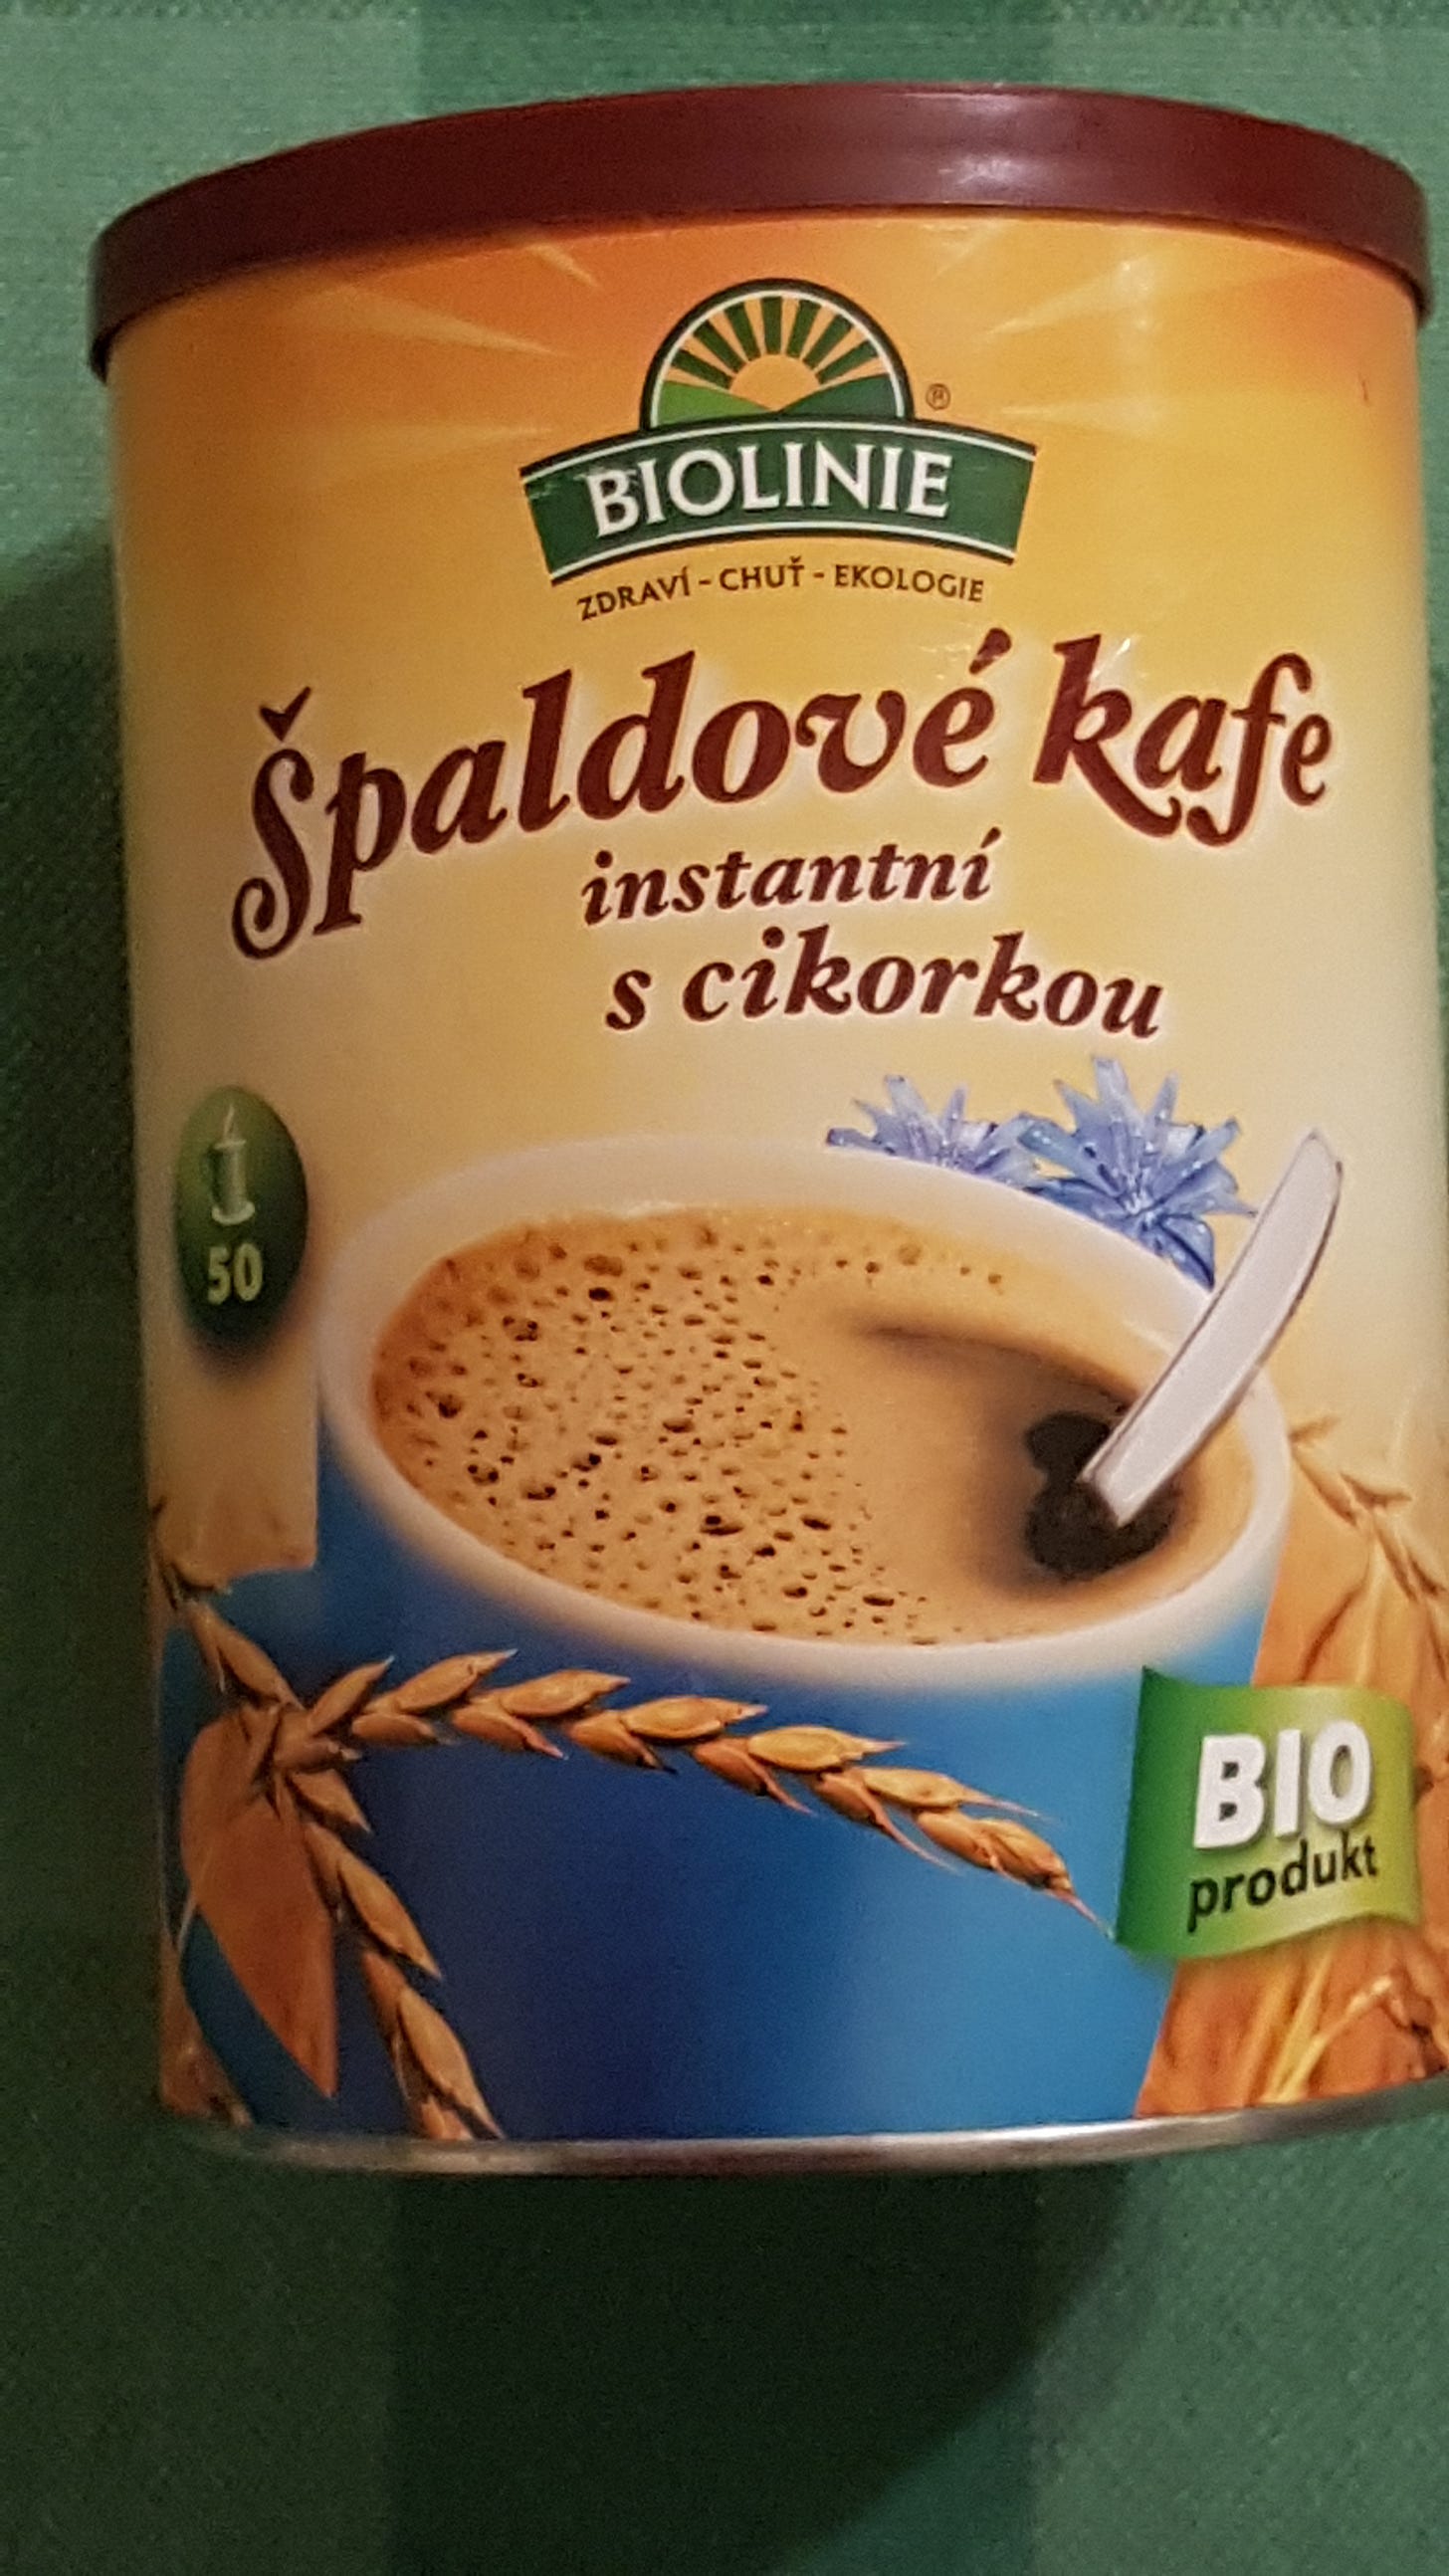 BIOLINIE
®
ZDRAVÍ - CHUŤ - EKOLOGIE
Špaldové kafe
instantní
s cikorkou
50
BIO
produkt